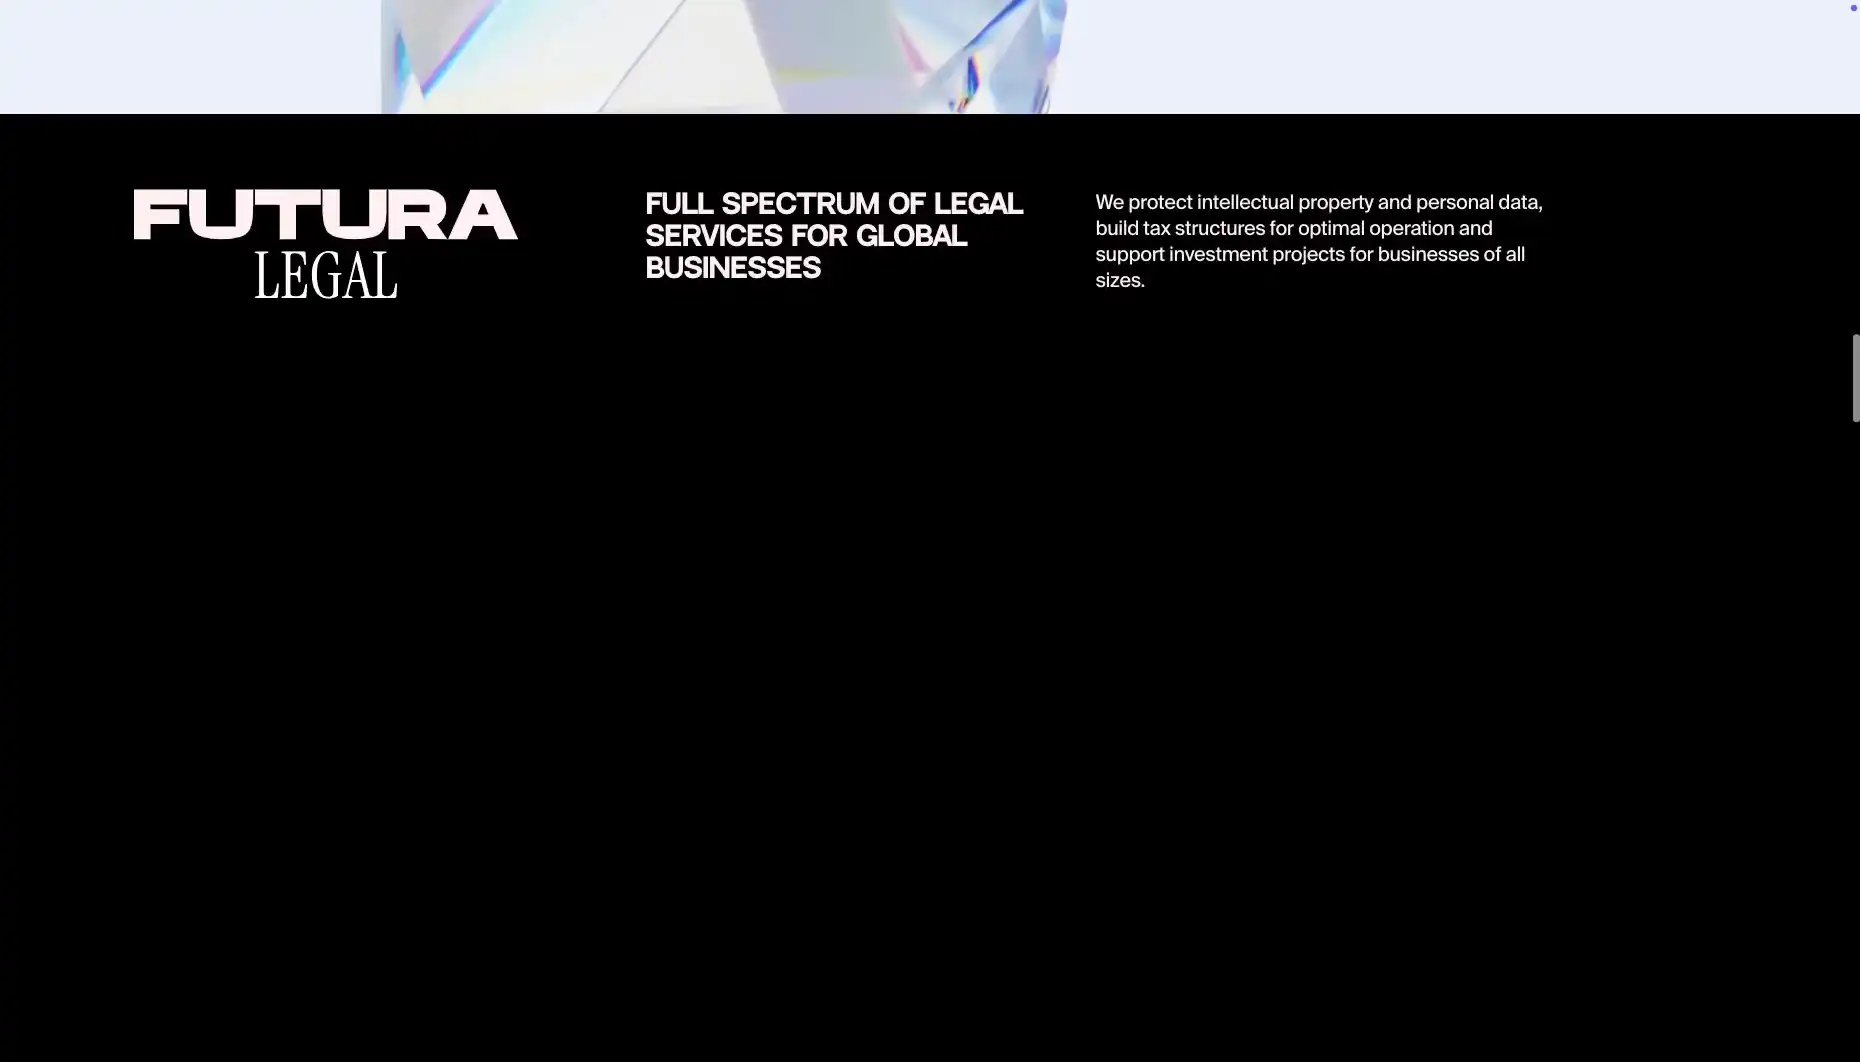 FUTURA
LEGAL
FULL SPECTRUM OF LEGAL
SERVICES FOR GLOBAL
BUSINESSES
We protect intellectual property and personal data,
build tax structures for optimal operation and
support investment projects for businesses of all
sizes.